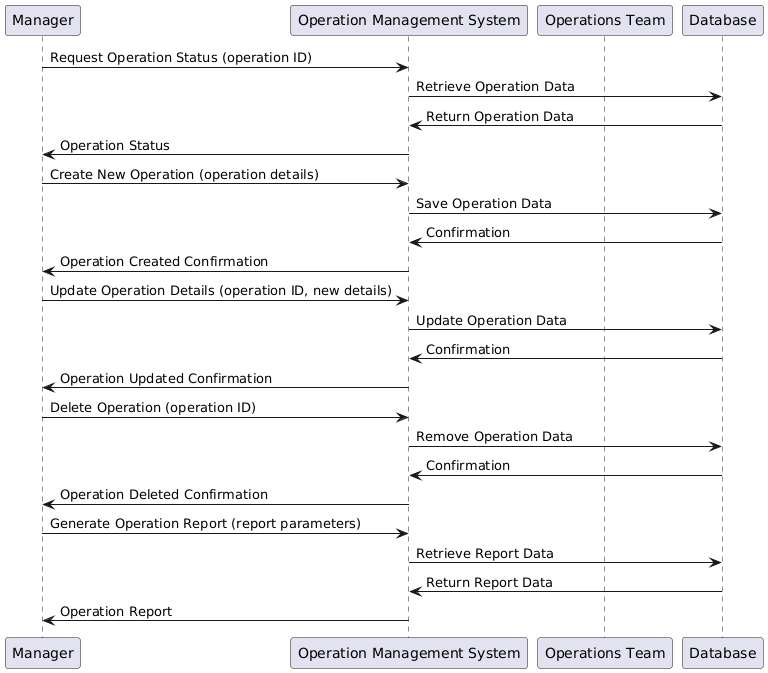 Manager Operation Management System Operations Team Database
Request Operation Status (operation ID)
Retrieve Operation Data
Return Operation Data
Operation Status
Create New Operation (operation details)
Save Operation Data
Confirmation
Operation Created Confirmation
Update Operation Details (operation ID, new details)
Update Operation Data
Confirmation
Operation Updated Confirmation
Delete Operation (operation ID)
Remove Operation Data
Confirmation
Operation Deleted Confirmation
Generate Operation Report (report parameters)
Retrieve Report Data
Return Report Data
Operation Report
Manager Operation Management System Operations Team Database